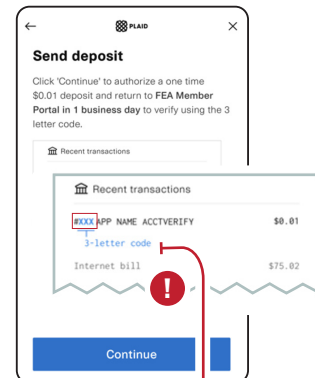 PLAID
Send deposit
Click 'Continue' to authorize a one time
$0.01 deposit and return to FEA Member
Portal in 1 business day to verify using the 3
letter code.
Recent transactions
Recent transactions
#XXX APP NAME ACCTVERIFY $0.01
3-letter code
Internet bill $75.02
!
Continue